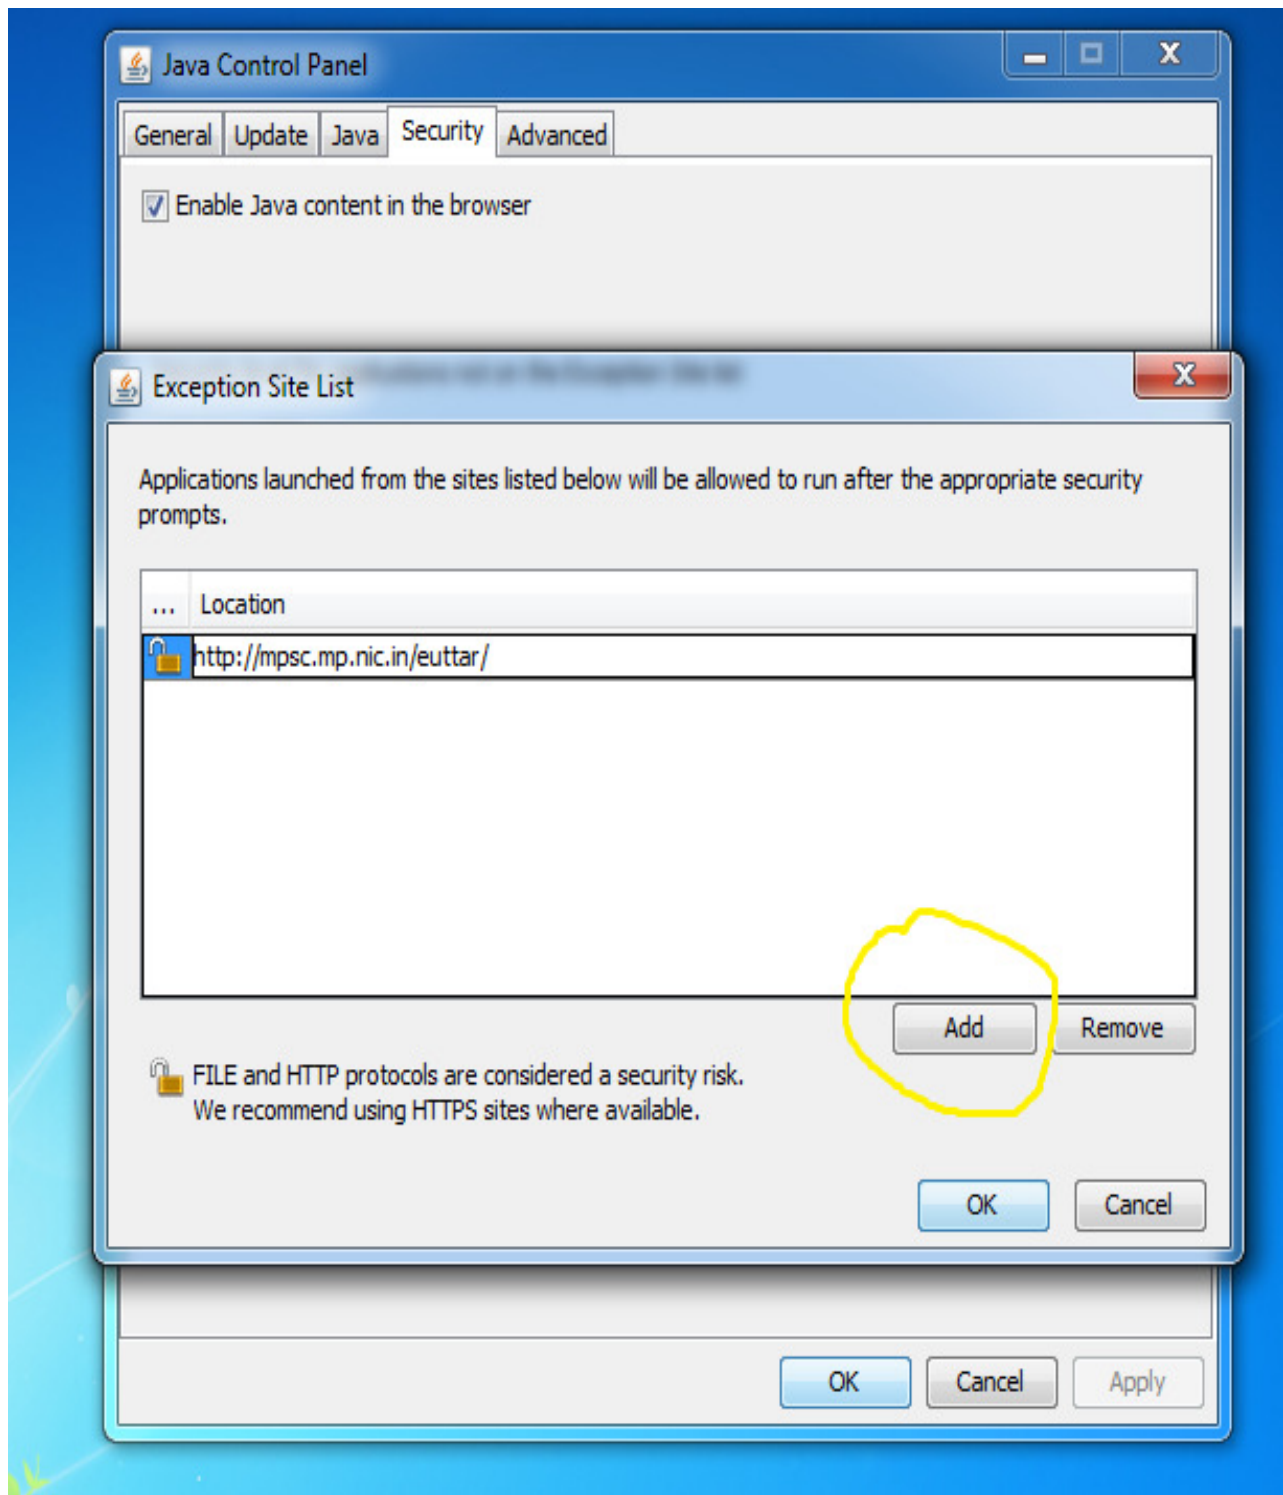 Java Control Panel
General Update Java Security Advanced
Enable Java content in the browser
Exception Site List
Applications launched from the sites listed below will be allowed to run after the appropriate security
prompts.
... Location
http://mpsc.mp.nic.in/euttar/
Add Remove
FILE and HTTP protocols are considered a security risk.
We recommend using HTTPS sites where available.
OK Cancel
OK Cancel Apply